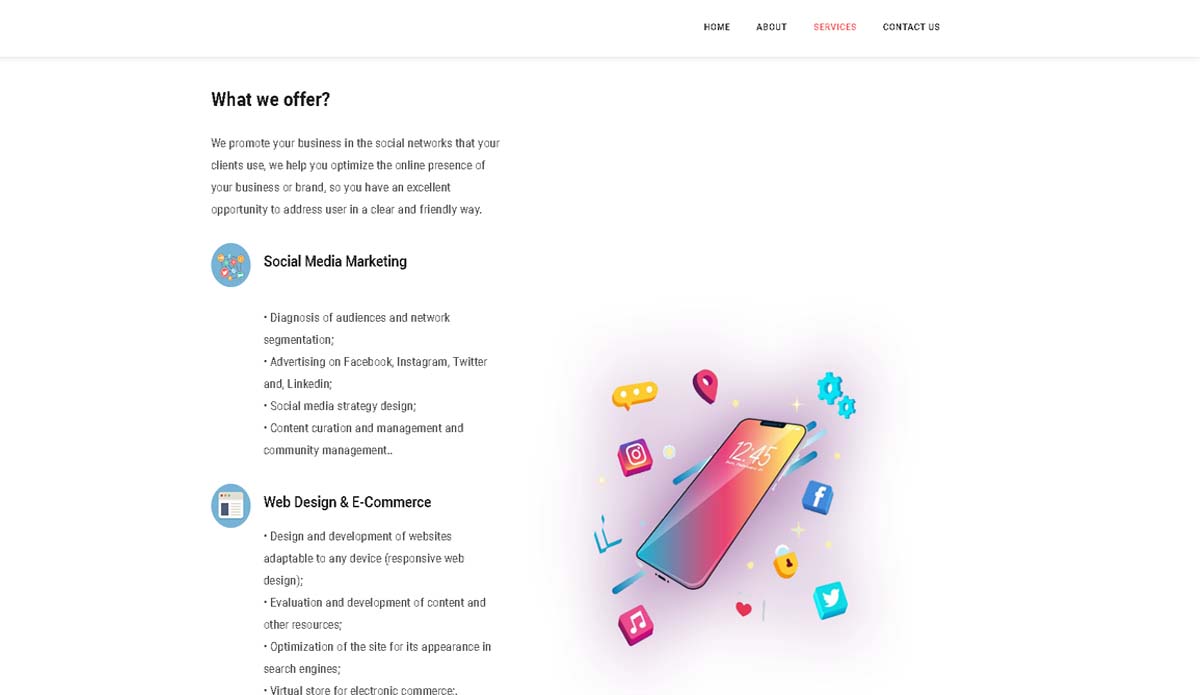 HOME ABOUT SERVICES CONTACT US
What we offer?
We promote your business in the social networks that your
clients use, we help you optimize the online presence of
your business or brand, so you have an excellent
opportunity to address user in a clear and friendly way.
Social Media Marketing
• Diagnosis of audiences and network
segmentation;
• Advertising on Facebook, Instagram, Twitter
and, Linkedin;
• Social media strategy design;
• Content curation and management and
community management..
Web Design & E-Commerce
• Design and development of websites
adaptable to any device (responsive web
design);
• Evaluation and development of content and
other resources;
• Optimization of the site for its appearance in
search engines;
• Virtual store for electronic commerce;.
12:45